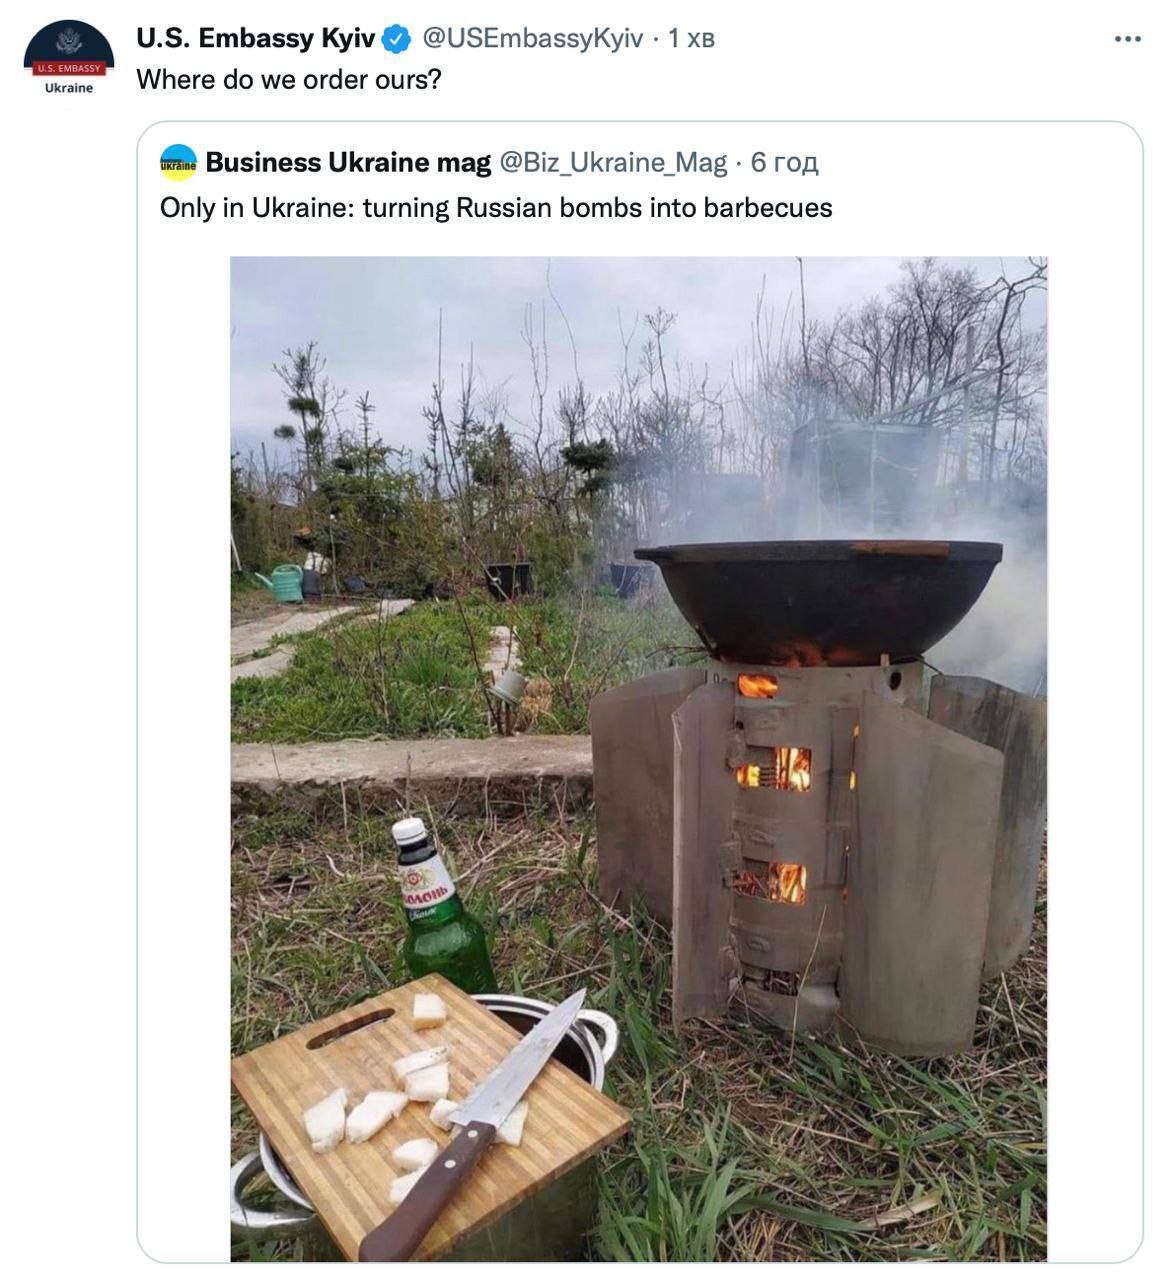 U.S. Embassy Kyiv @USEmbassyKyiv · 1 хв
U.S. EMBASSY
Ukraine
Where do we order ours?
ukraine
Business Ukraine mag @Biz_Ukraine_Mag · 6 год
Only in Ukraine: turning Russian bombs into barbecues